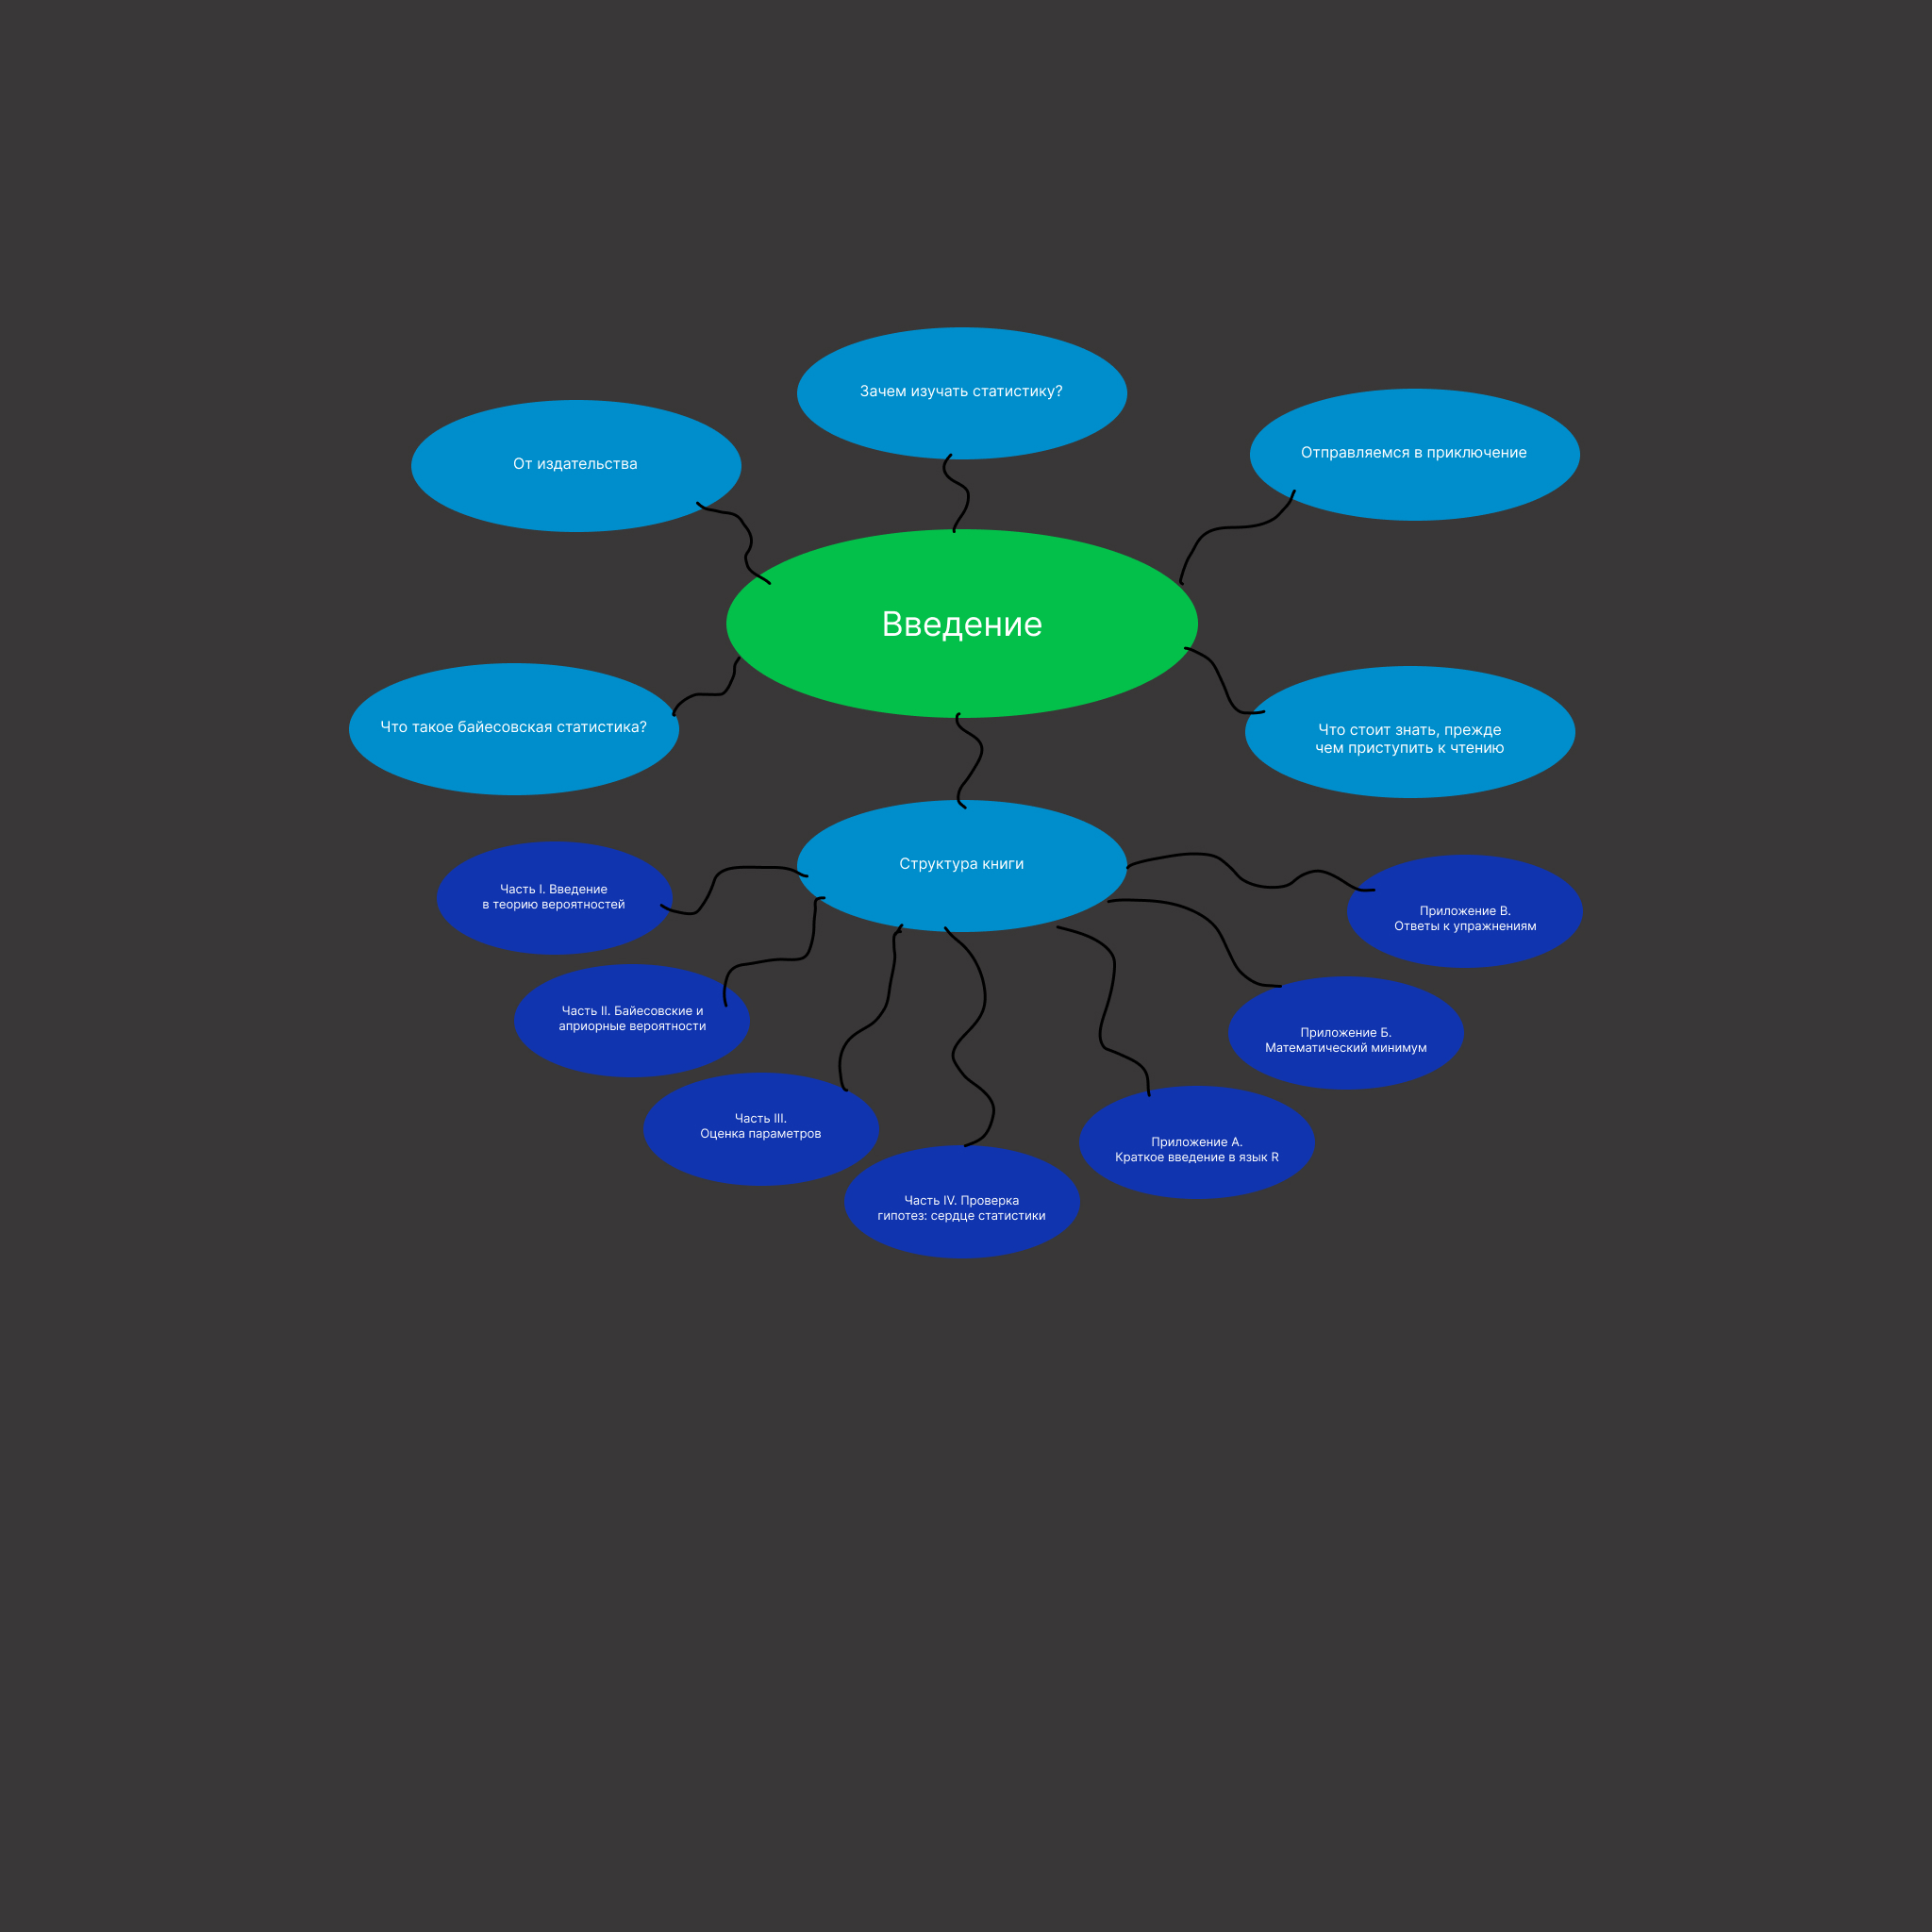 Зачем изучать статистику?
От издательства
Отправляемся в приключение
Введение
Что такое байесовская статистика?
Что стоит знать, прежде
чем приступить к чтению
Структура книги
Часть I. Введение
в теорию вероятностей
Приложение В.
Ответы к упражнениям
Часть II. Байесовские и
априорные вероятности
Приложение Б.
Математический минимум
Часть III.
Оценка параметров
Приложение А.
Краткое введение в язык R
Часть IV. Проверка
гипотез: сердце статистики